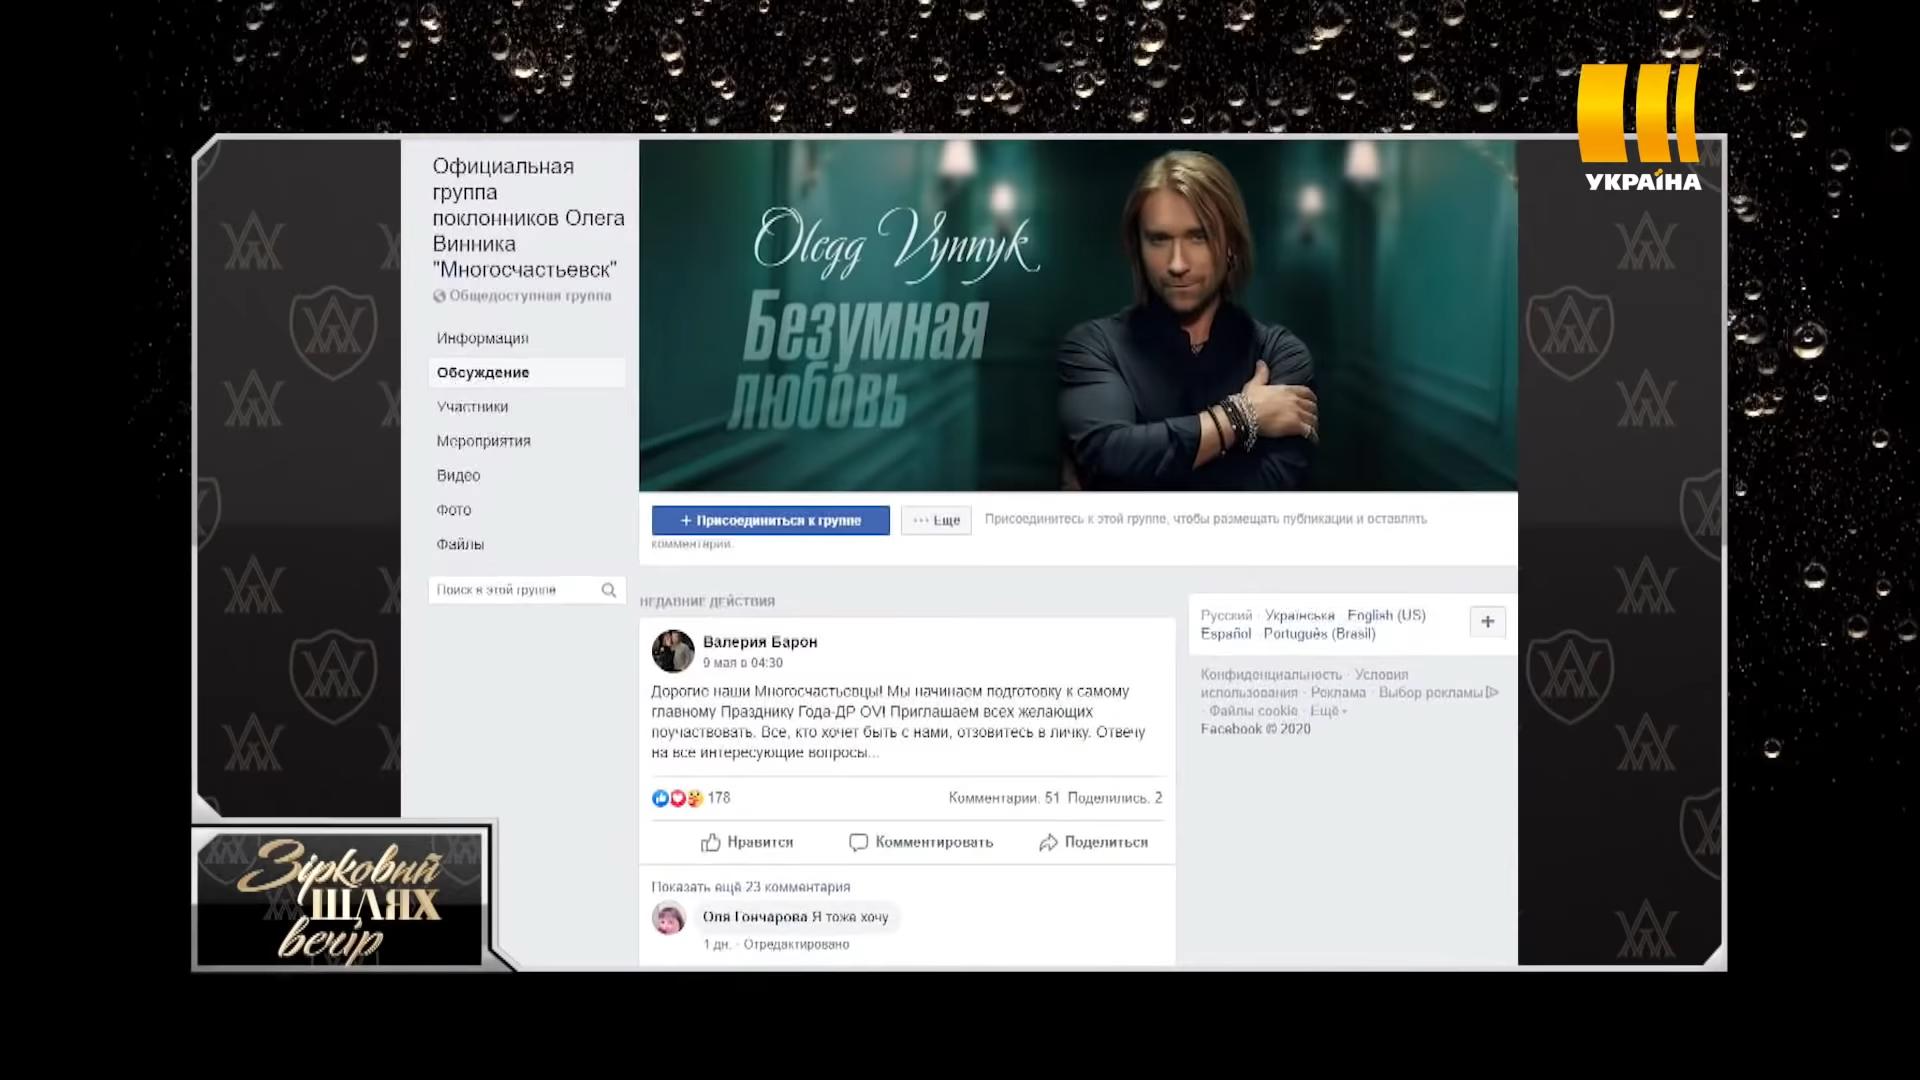 УКРАЇНА
Официальная
группа
поклонников Олега
Винника
"Многосчастьевск"
Общедоступная группа
Информация
Обсуждение
Участники
Мероприятия
Видео
Фото
Файлы
Поиск в этой группе
Olegg Vynnyk
Безумная
любовь
+ Присоединиться к группе
··· Еще
Присоединитесь к этой группе, чтобы размещать публикации и оставлять
комментарии.
НЕДАВНИЕ ДЕЙСТВИЯ
Валерия Барон
9 мая в 04:30
Дорогие наши Многосчастьевцы! Мы начинаем подготовку к самому
главному Празднику Года-ДР OV! Приглашаем всех желающих
поучаствовать. Все, кто хочет быть с нами, отзовитесь в личку. Отвечу
на все интересующие вопросы...
178
Комментарии: 51 Поделились: 2
Нравится
Комментировать
Поделиться
Показать ещё 23 комментария
Оля Гончарова Я тоже хочу
1 дн. · Отредактировано
Русский · Українська · English (US)
Español · Português (Brasil)
Конфиденциальность · Условия
использования · Реклама · Выбор рекламы
· Файлы cookie · Ещё
Facebook © 2020
Зірковий
ШЛЯХ
вечір